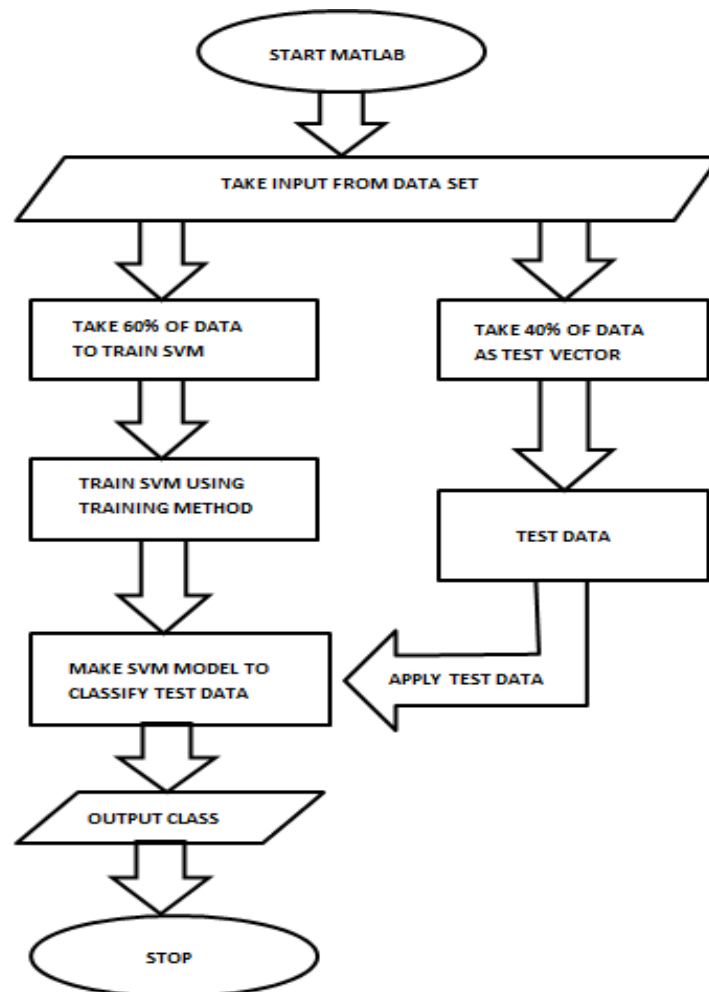 START MATLAB
TAKE INPUT FROM DATA SET
TAKE 60% OF DATA
TO TRAIN SVM
TAKE 40% OF DATA
AS TEST VECTOR
TRAIN SVM USING
TRAINING METHOD
TEST DATA
MAKE SVM MODEL TO
CLASSIFY TEST DATA
APPLY TEST DATA
OUTPUT CLASS
STOP